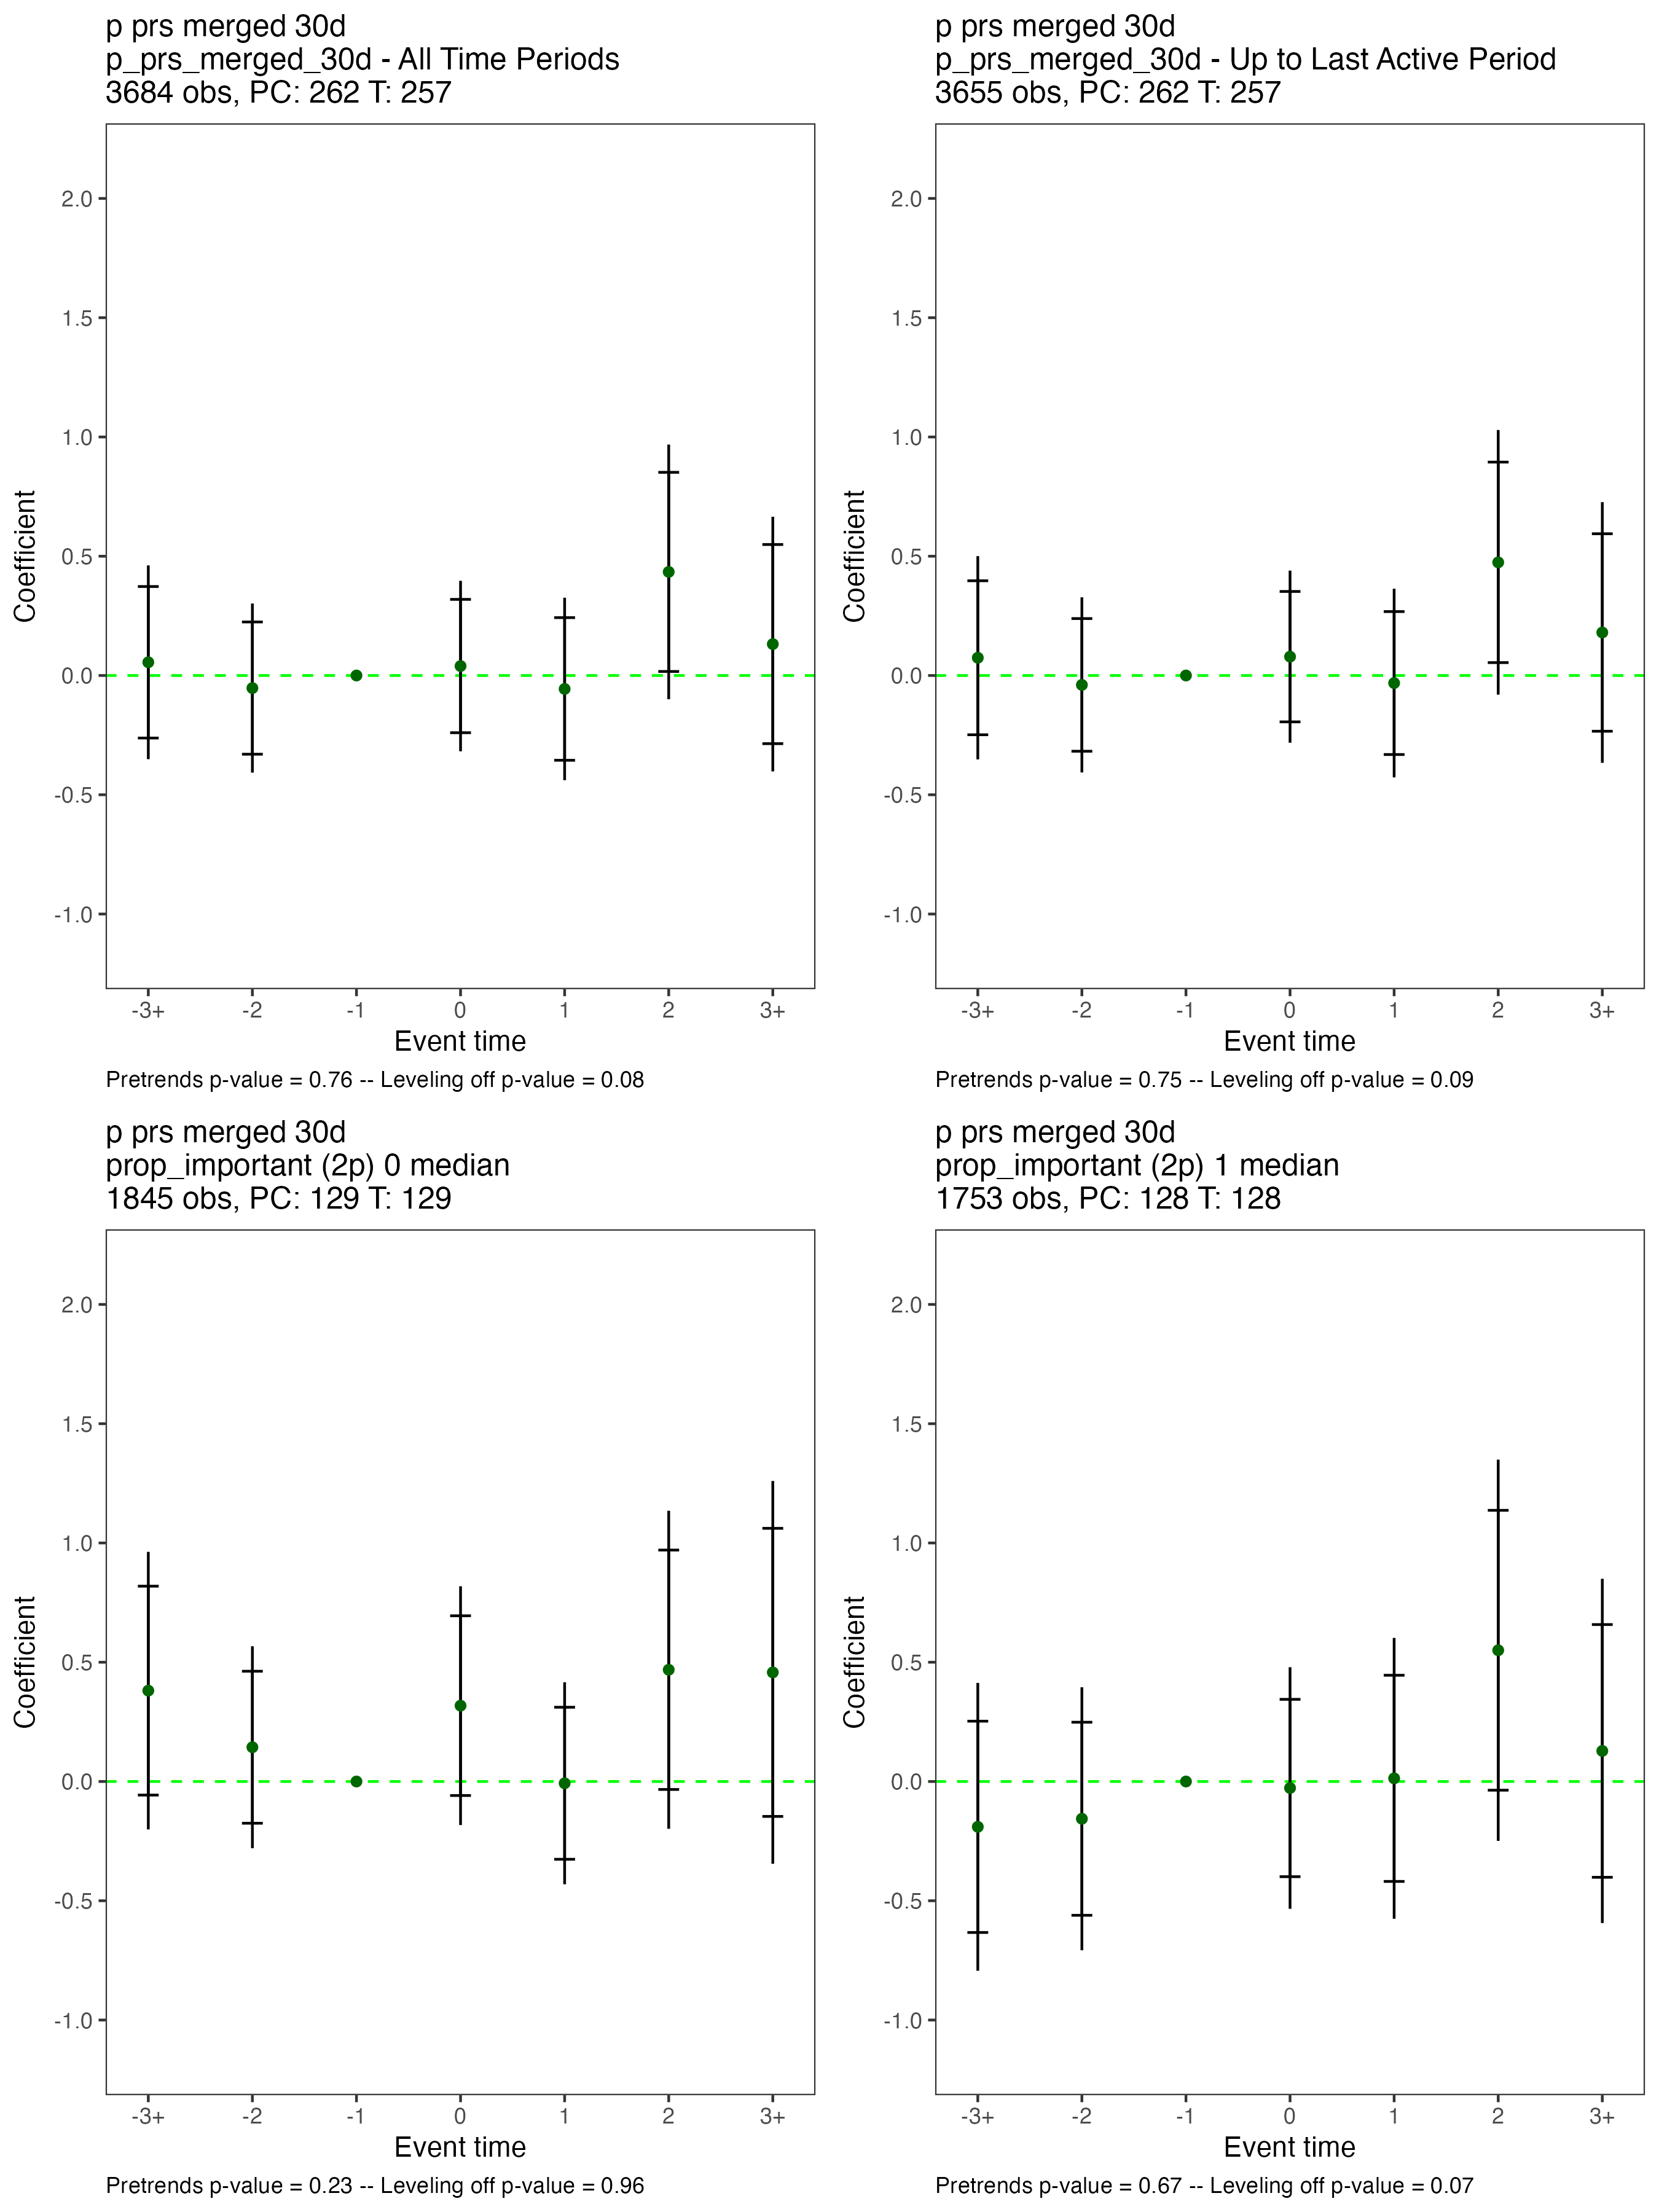 p prs merged 30d
p_prs_merged_30d - All Time Periods
3684 obs, PC: 262 T: 257
2.0
1.5
1.0
0.5
0.0
-0.5
-1.0
Coefficient
-3+ -2 -1 0 1 2 3+
Event time
Pretrends p-value = 0.76 -- Leveling off p-value = 0.08
p prs merged 30d
p_prs_merged_30d - Up to Last Active Period
3655 obs, PC: 262 T: 257
2.0
1.5
1.0
0.5
0.0
-0.5
-1.0
Coefficient
-3+ -2 -1 0 1 2 3+
Event time
Pretrends p-value = 0.75 -- Leveling off p-value = 0.09
p prs merged 30d
prop_important (2p) 0 median
1845 obs, PC: 129 T: 129
2.0
1.5
1.0
0.5
0.0
-0.5
-1.0
Coefficient
-3+ -2 -1 0 1 2 3+
Event time
Pretrends p-value = 0.23 -- Leveling off p-value = 0.96
p prs merged 30d
prop_important (2p) 1 median
1753 obs, PC: 128 T: 128
2.0
1.5
1.0
0.5
0.0
-0.5
-1.0
Coefficient
-3+ -2 -1 0 1 2 3+
Event time
Pretrends p-value = 0.67 -- Leveling off p-value = 0.07